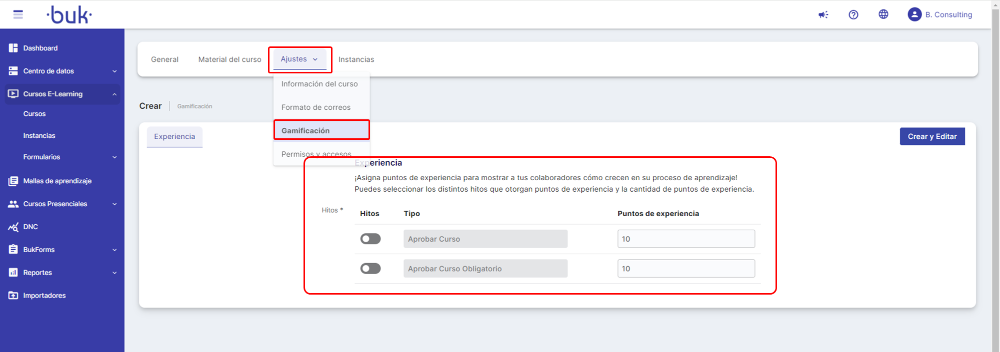 ·buk·
B. Consulting
Dashboard
Centro de datos
Cursos E-Learning
Cursos
Instancias
Formularios
Mallas de aprendizaje
Cursos Presenciales
DNC
BukForms
Reportes
Importadores
General
Material del curso
Ajustes
Instancias
Información del curso
Formato de correos
Gamificación
Permisos y accesos
Crear
Gamificación
Experiencia
Crear y Editar
Experiencia
¡Asigna puntos de experiencia para mostrar a tus colaboradores cómo crecen en su proceso de aprendizaje!
Puedes seleccionar los distintos hitos que otorgan puntos de experiencia y la cantidad de puntos de experiencia.
Hitos *
Hitos Tipo Puntos de experiencia
Aprobar Curso 10
Aprobar Curso Obligatorio 10